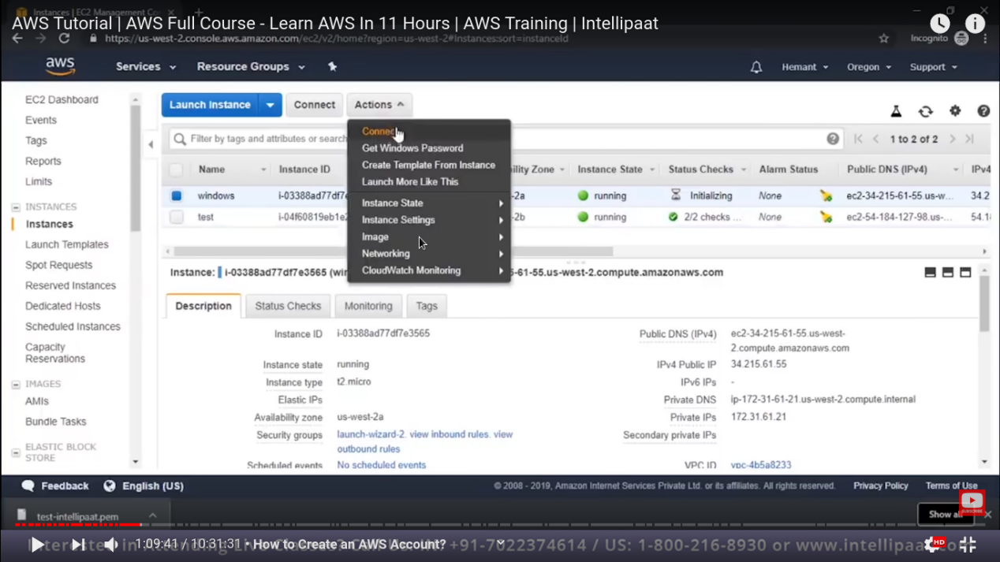 Instances | EC2 Management Co
AWS Tutorial | AWS Full Course - Learn AWS In 11 Hours | AWS Training | Intellipaat
https://us-west-2.console.aws.amazon.com/ec2/v2/home?region=us-west-2#Instances:sort=instanceId
Incognito
aws
Services
Resource Groups
Hemant
Oregon
Support
EC2 Dashboard
Events
Tags
Reports
Limits
INSTANCES
Instances
Launch Templates
Spot Requests
Reserved Instances
Dedicated Hosts
Scheduled Instances
Capacity
Reservations
IMAGES
AMIs
Bundle Tasks
ELASTIC BLOCK
STORE
Launch Instance
Connect
Actions
Connect
Get Windows Password
Create Template From Instance
Launch More Like This
Instance State
Instance Settings
Image
Networking
CloudWatch Monitoring
Filter by tags and attributes or search
1 to 2 of 2
Name Instance ID ility Zone Instance State Status Checks Alarm Status Public DNS (IPv4) IPv4
windows i-03388ad77df7e -2a running Initializing None ec2-34-215-61-55.us-w... 34.2
test i-04f60819eb1e2 -2b running 2/2 checks ... None ec2-54-184-127-98.us-... 54.1
Instance: i-03388ad77df7e3565 (win -61-55.us-west-2.compute.amazonaws.com
Description Status Checks Monitoring Tags
Instance ID i-03388ad77df7e3565
Instance state running
Instance type t2.micro
Elastic IPs
Availability zone us-west-2a
Security groups launch-wizard-2. view inbound rules. view
outbound rules
Scheduled events No scheduled events
Public DNS (IPv4) ec2-34-215-61-55.us-west-
2.compute.amazonaws.com
IPv4 Public IP 34.215.61.55
IPv6 IPs -
Private DNS ip-172-31-61-21.us-west-2.compute.internal
Private IPs 172.31.61.21
Secondary private IPs
VPC ID vpc-4b5a8233
Feedback
English (US)
© 2008 - 2019, Amazon Internet Services Private Ltd. or its affiliates. All rights reserved.
Privacy Policy
Terms of Use
SUBSCRIBE
test-intellipaat.pem
Show all
1:09:41 / 10:31:31 • How to Create an AWS Account?
Interested in +91-7022374614 / US: 1-800-216-8930 or www.intellipaat.com
HD